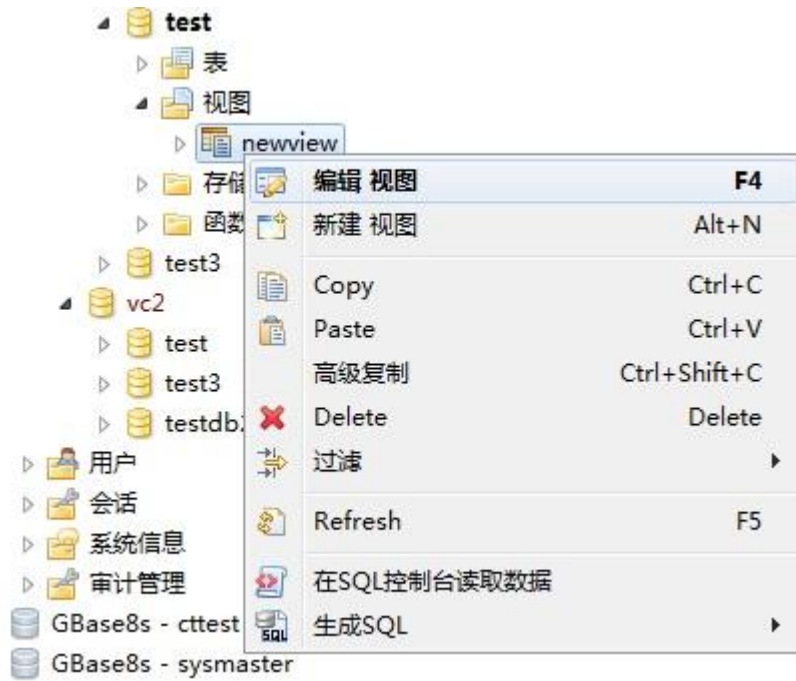 test
表
视图
newview
存储
函数
test3
vc2
test
test3
testdb
用户
会话
系统信息
审计管理
GBase8s - cttest
GBase8s - sysmaster
编辑 视图 F4
新建 视图 Alt+N
Copy Ctrl+C
Paste Ctrl+V
高级复制 Ctrl+Shift+C
Delete Delete
过滤
Refresh F5
在SQL控制台读取数据
生成SQL